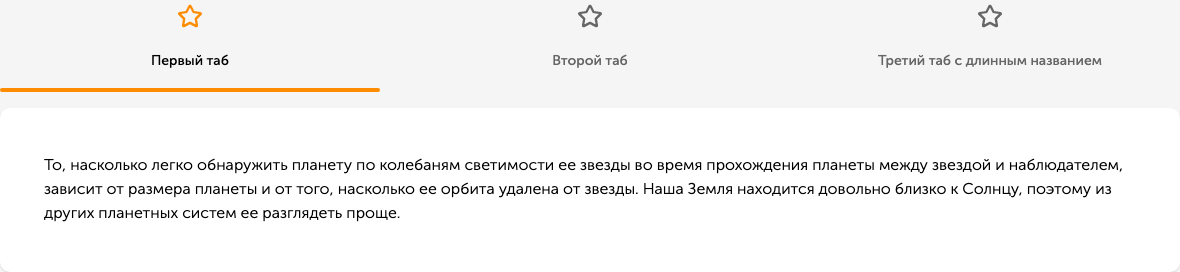 Первый таб
Второй таб
Третий таб с длинным названием
То, насколько легко обнаружить планету по колебаням светимости ее звезды во время прохождения планеты между звездой и наблюдателем,
зависит от размера планеты и от того, насколько ее орбита удалена от звезды. Наша Земля находится довольно близко к Солнцу, поэтому из
других планетных систем ее разглядеть проще.